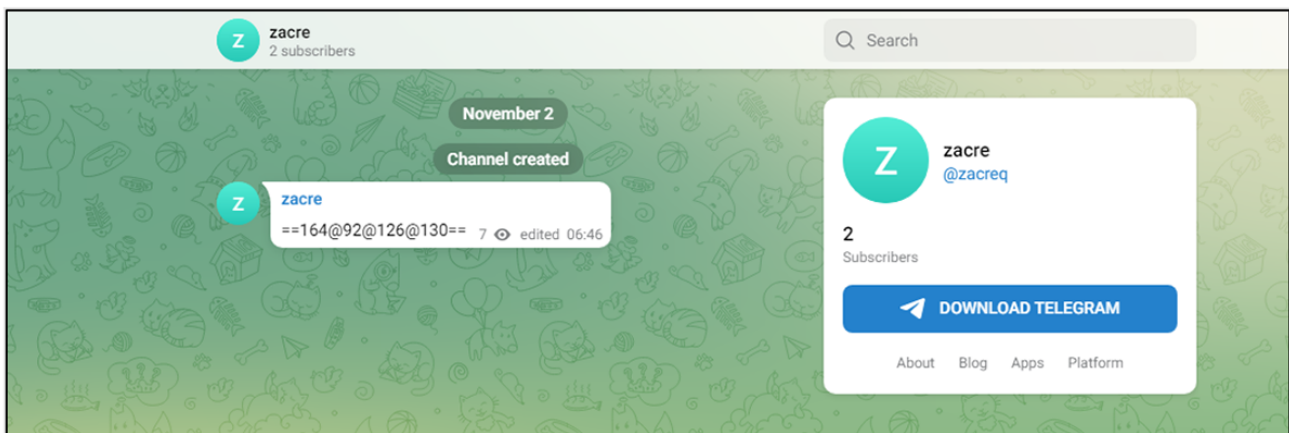 Z
zacre
2 subscribers
Search
November 2
Channel created
Z
zacre
==164@92@126@130== 7 edited 06:46
Z
zacre
@zacreq
2
Subscribers
DOWNLOAD TELEGRAM
About Blog Apps Platform